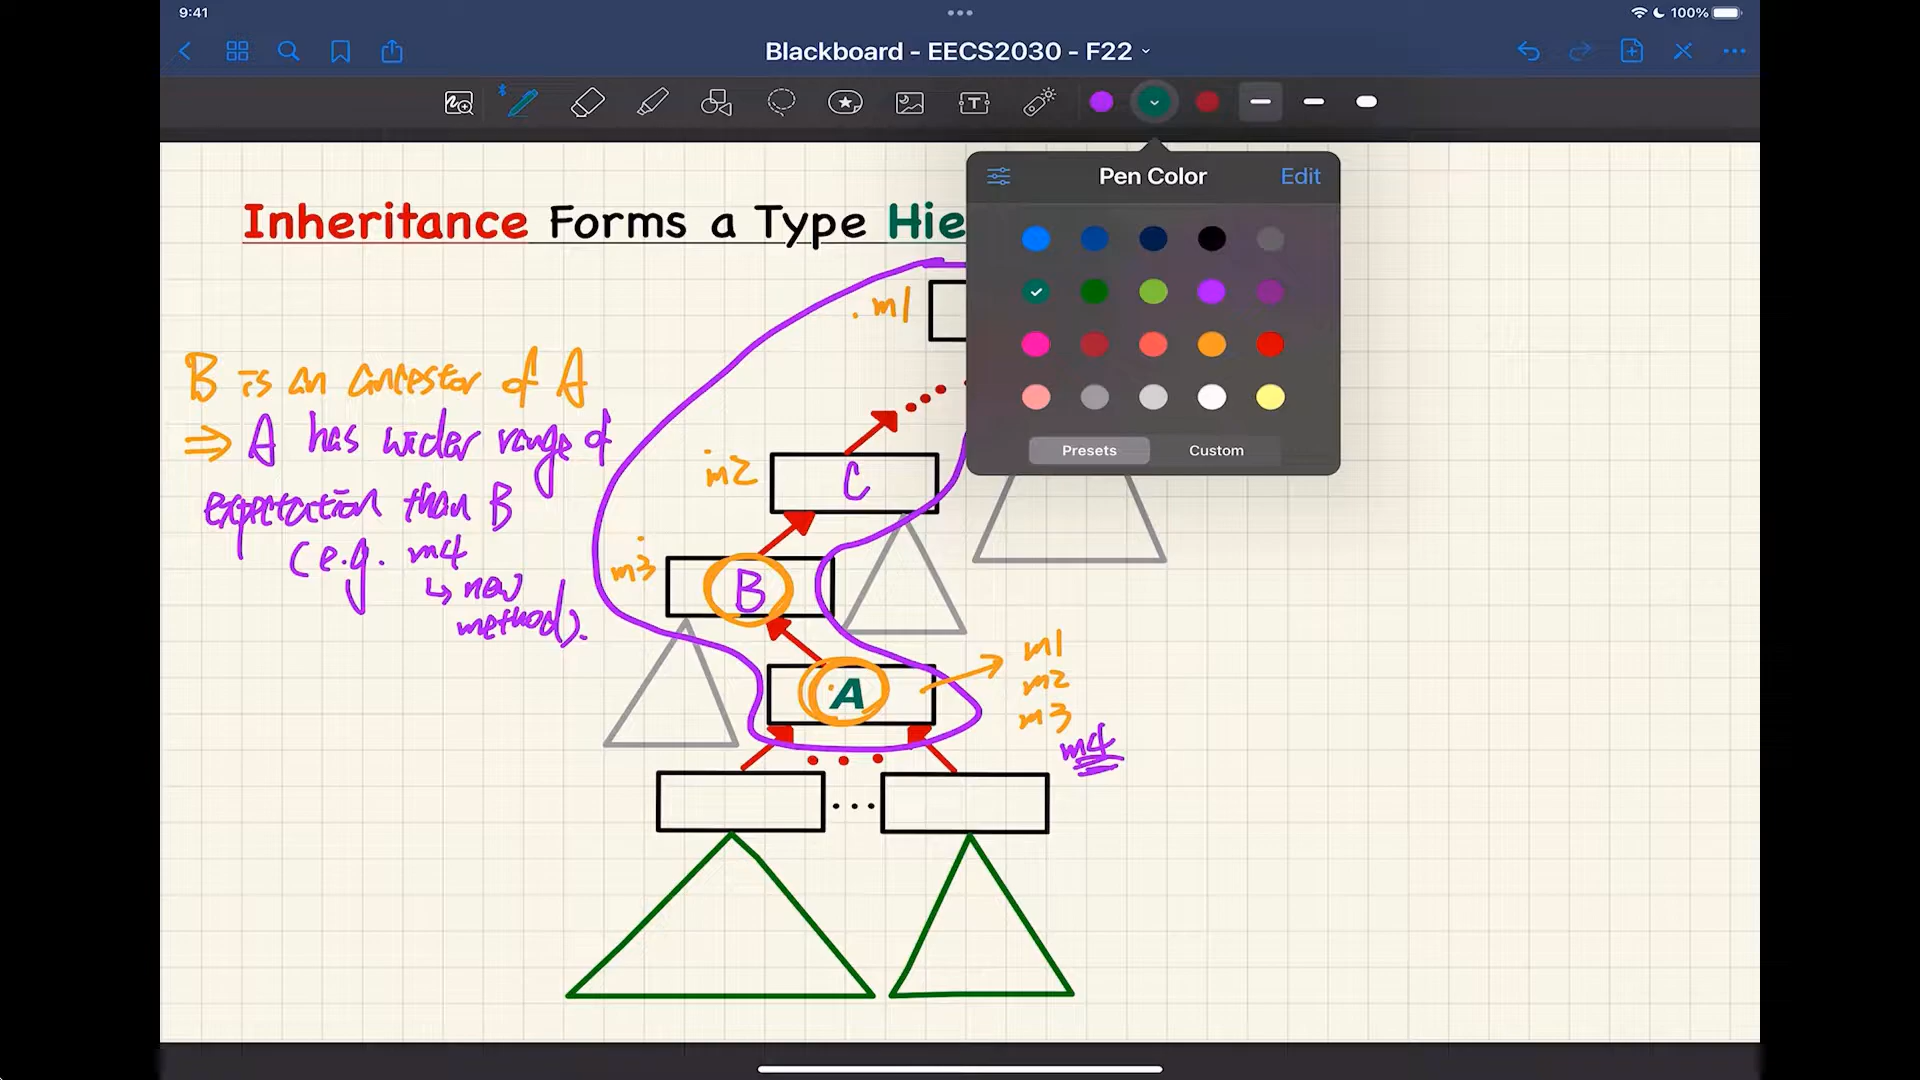 9:41
100%
Blackboard - EECS2030 - F22
T
Pen Color
Edit
Inheritance Forms a Type Hie
Presets
Custom
m1
B is an ancestor of A
⇒ A has wider range of
expectation than B
(e.g. m4
↳ new
method).
m2
C
m3
B
A
m1
m2
m3
m4
...